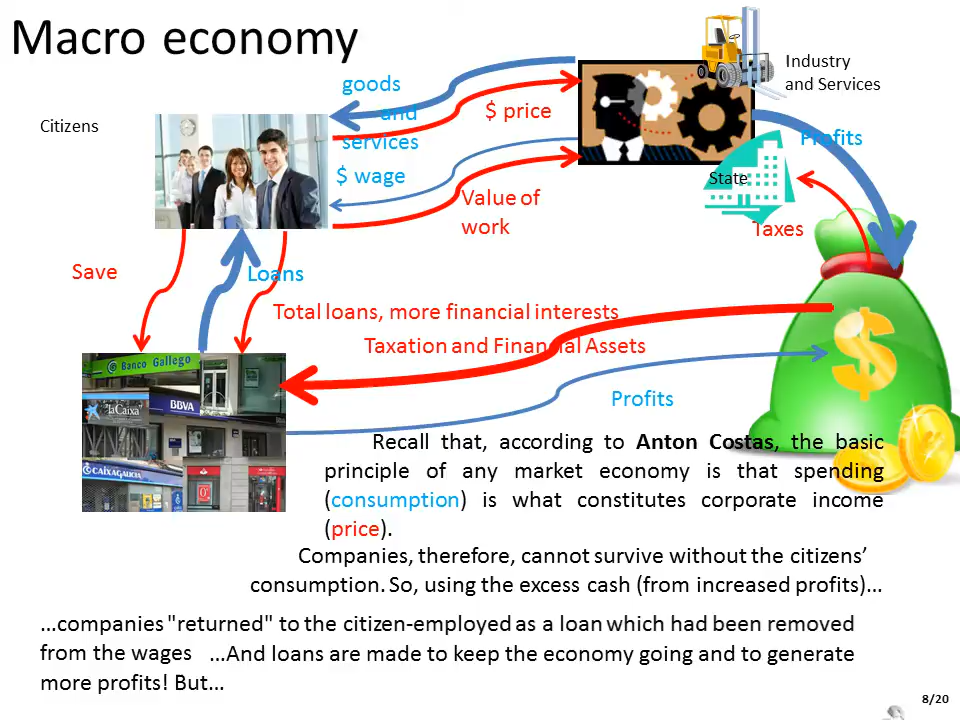 Macro economy
Industry
and Services
goods
and
services
$ price
Citizens
Profits
$ wage
State
Value of
work
Taxes
Save
Loans
Total loans, more financial interests
Taxation and Financial Assets
Banco Gallego
"laCaixa"
BBVA
CAIXAGALICIA
Profits
$
Recall that, according to Anton Costas, the basic
principle of any market economy is that spending
(consumption) is what constitutes corporate income
(price).
Companies, therefore, cannot survive without the citizens’
consumption. So, using the excess cash (from increased profits)…
…companies "returned" to the citizen-employed as a loan which had been removed
from the wages …And loans are made to keep the economy going and to generate
more profits! But…
8/20